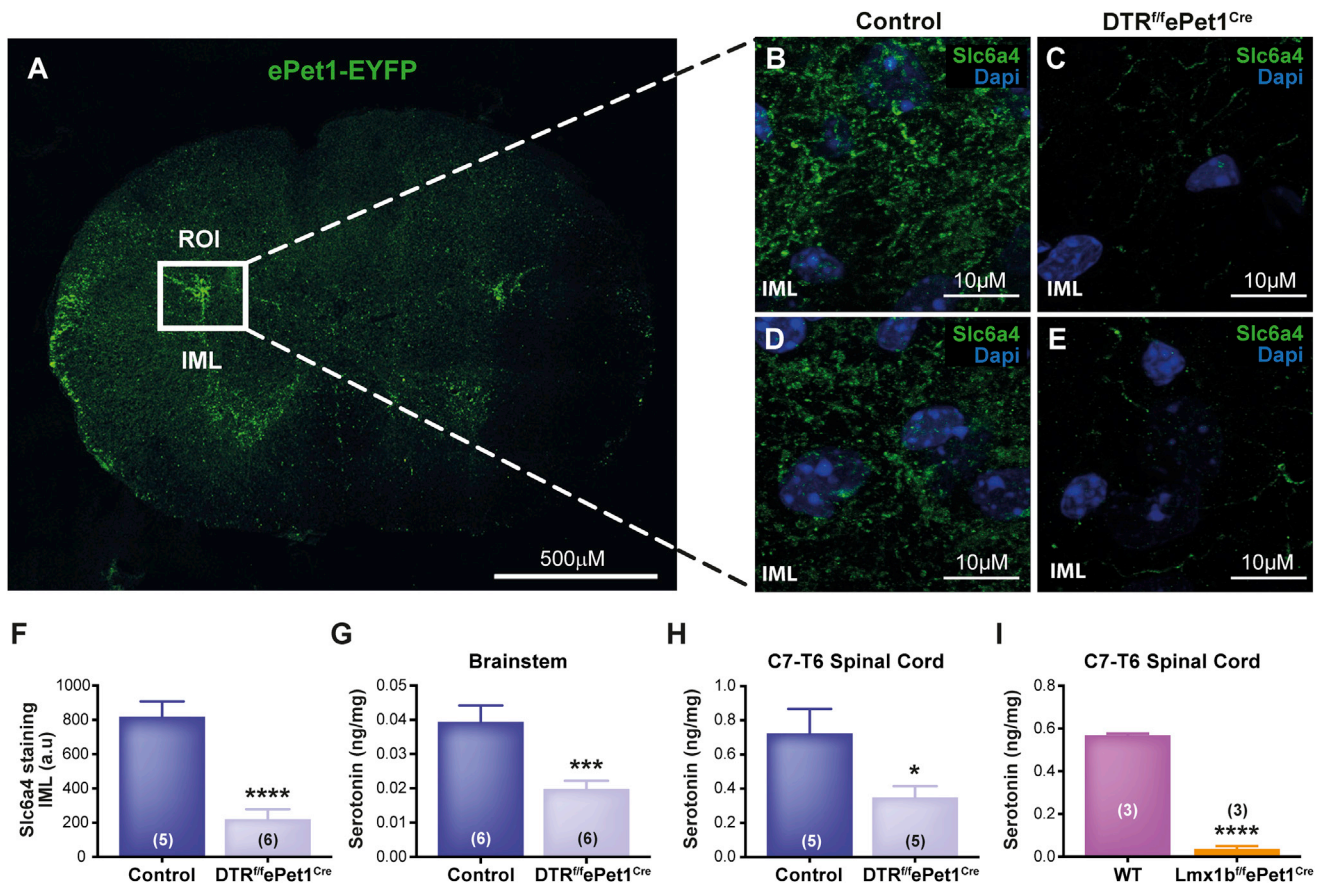 Control
DTRf/fePet1Cre
A
ePet1-EYFP
ROI
IML
500µM
B
Slc6a4
Dapi
IML
10µM
C
Slc6a4
Dapi
IML
10µM
D
Slc6a4
Dapi
IML
10µM
E
Slc6a4
Dapi
IML
10µM
F
Slc6a4 staining
IML (a.u)
1000
800
600
400
200
0
****
(5)
(6)
Control
DTRf/fePet1Cre
G
Brainstem
Serotonin (ng/mg)
0.05
0.04
0.03
0.02
0.01
0.00
***
(6)
(6)
Control
DTRf/fePet1Cre
H
C7-T6 Spinal Cord
Serotonin (ng/mg)
1.0
0.8
0.6
0.4
0.2
0.0
*
(5)
(5)
Control
DTRf/fePet1Cre
I
C7-T6 Spinal Cord
Serotonin (ng/mg)
0.8
0.6
0.4
0.2
0.0
(3)
(3)
****
WT
Lmx1bf/fePet1Cre